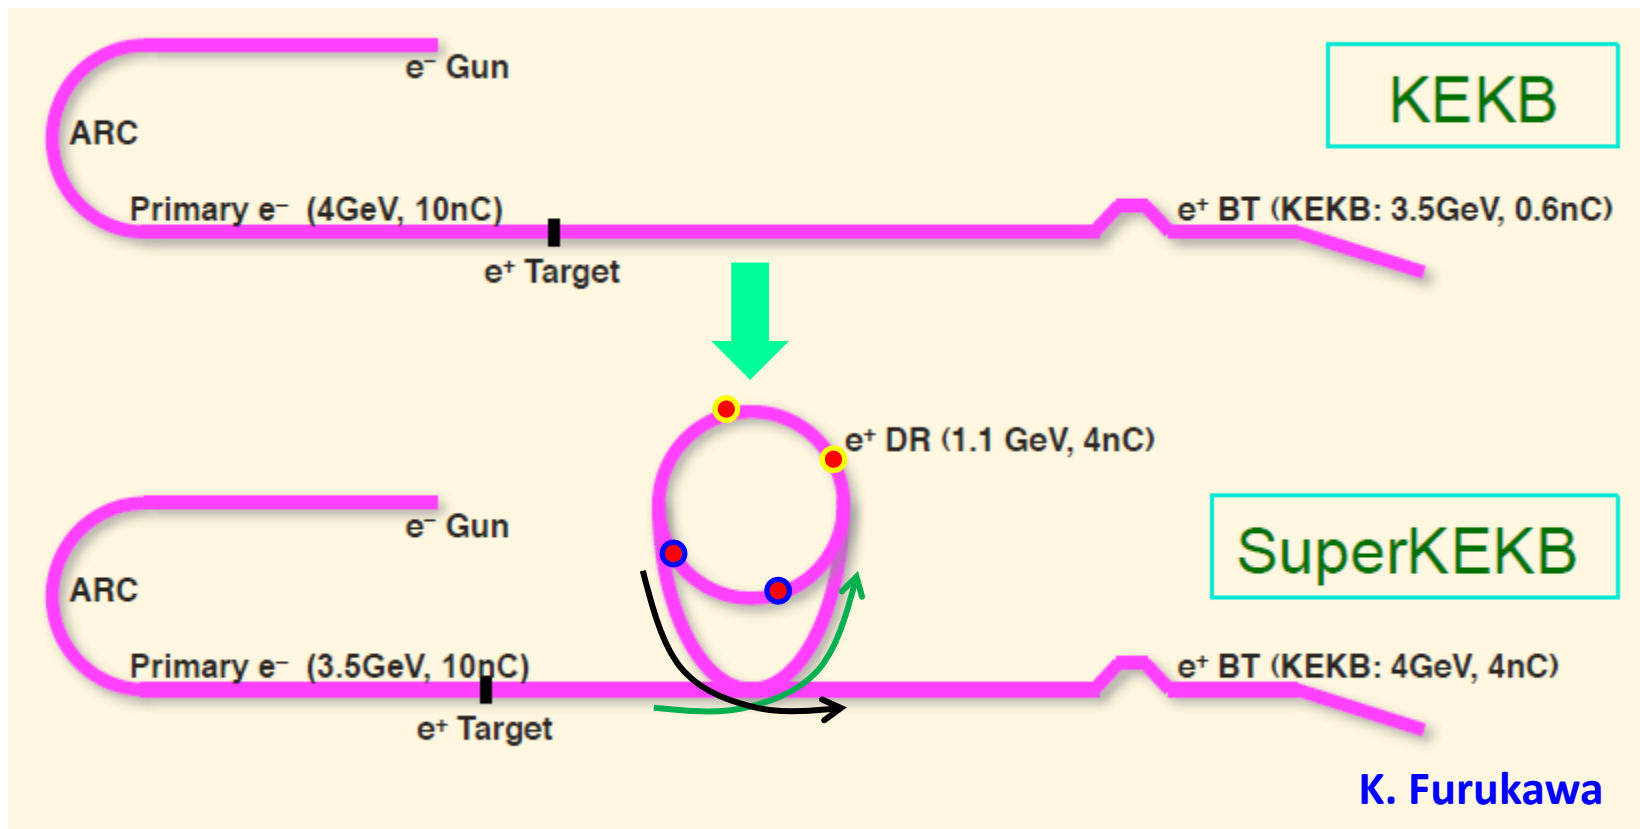 e⁻ Gun
KEKB
ARC
Primary e⁻ (4GeV, 10nC)
e⁺ BT (KEKB: 3.5GeV, 0.6nC)
e⁺ Target
e⁺ DR (1.1 GeV, 4nC)
e⁻ Gun
SuperKEKB
ARC
Primary e⁻ (3.5GeV, 10nC)
e⁺ BT (KEKB: 4GeV, 4nC)
e⁺ Target
K. Furukawa